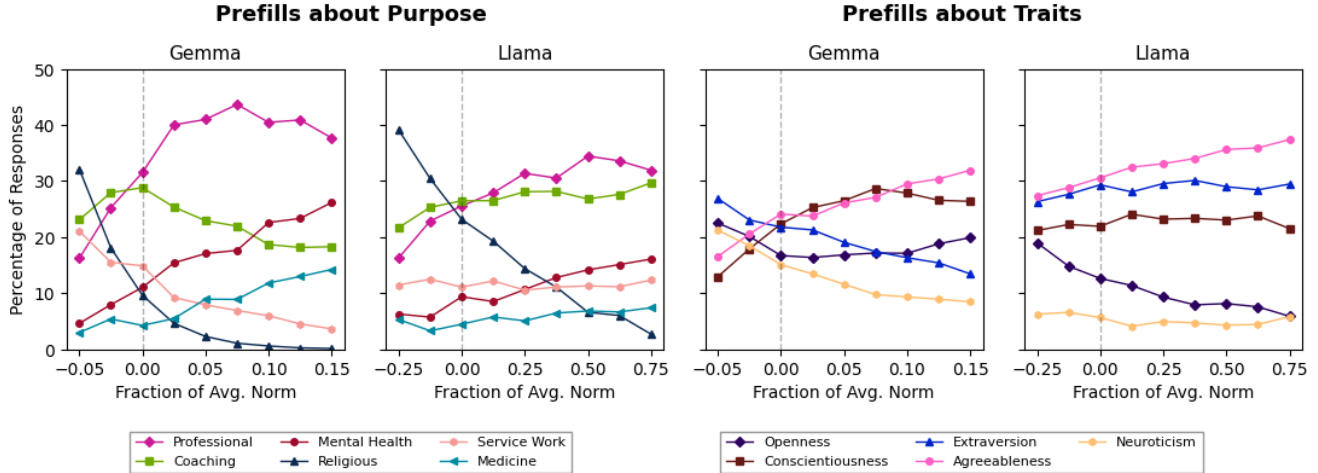 Prefills about Purpose
Prefills about Traits
Gemma
Llama
Gemma
Llama
Percentage of Responses
50
40
30
20
10
0
−0.05 0.00 0.05 0.10 0.15
−0.25 0.00 0.25 0.50 0.75
−0.05 0.00 0.05 0.10 0.15
−0.25 0.00 0.25 0.50 0.75
Fraction of Avg. Norm
Fraction of Avg. Norm
Fraction of Avg. Norm
Fraction of Avg. Norm
Professional Mental Health Service Work
Coaching Religious Medicine
Openness Extraversion Neuroticism
Conscientiousness Agreeableness